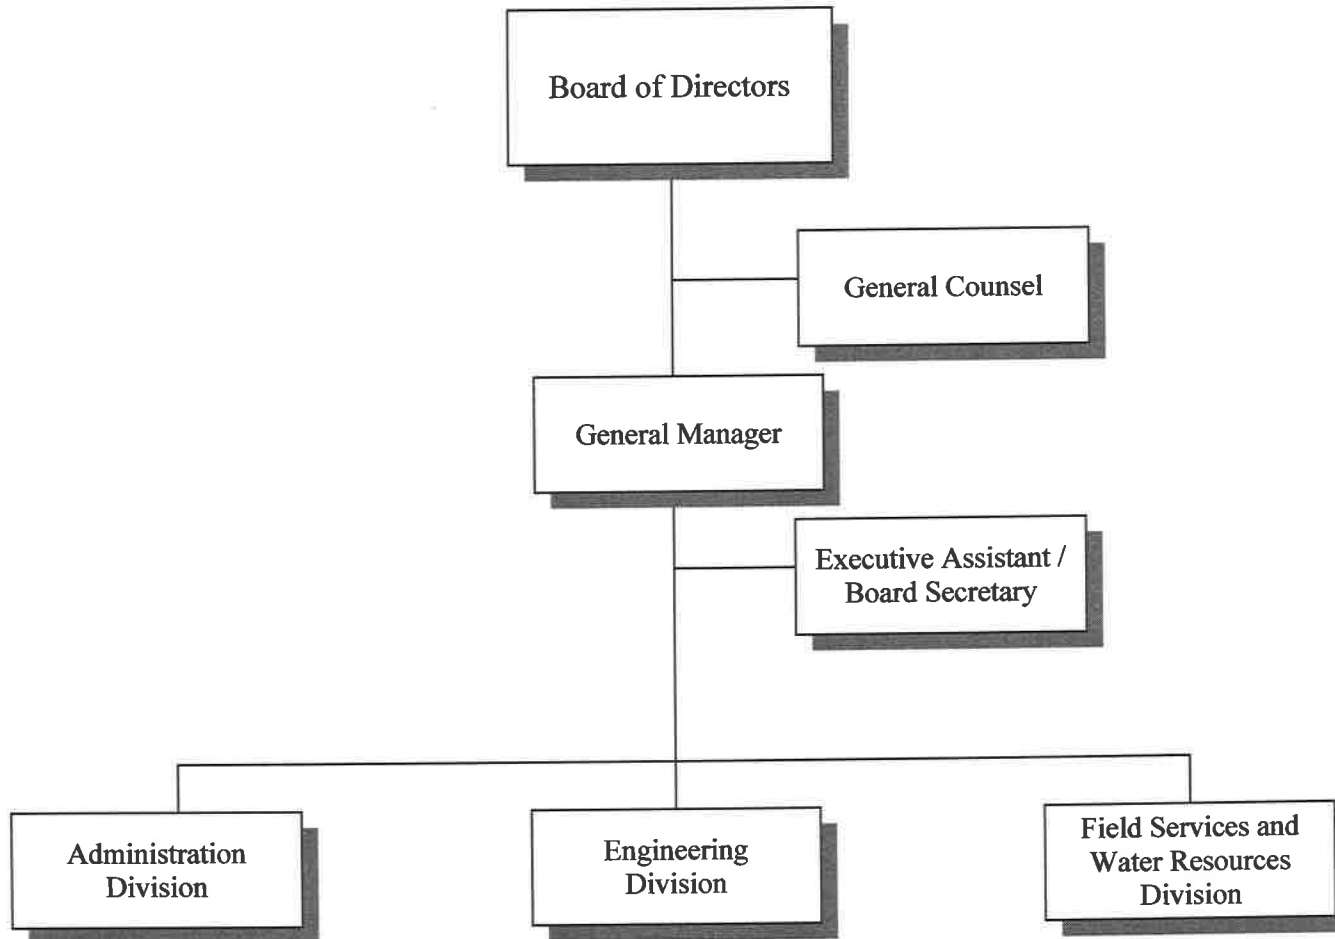 Board of Directors
General Counsel
General Manager
Executive Assistant /
Board Secretary
Administration
Division
Engineering
Division
Field Services and
Water Resources
Division